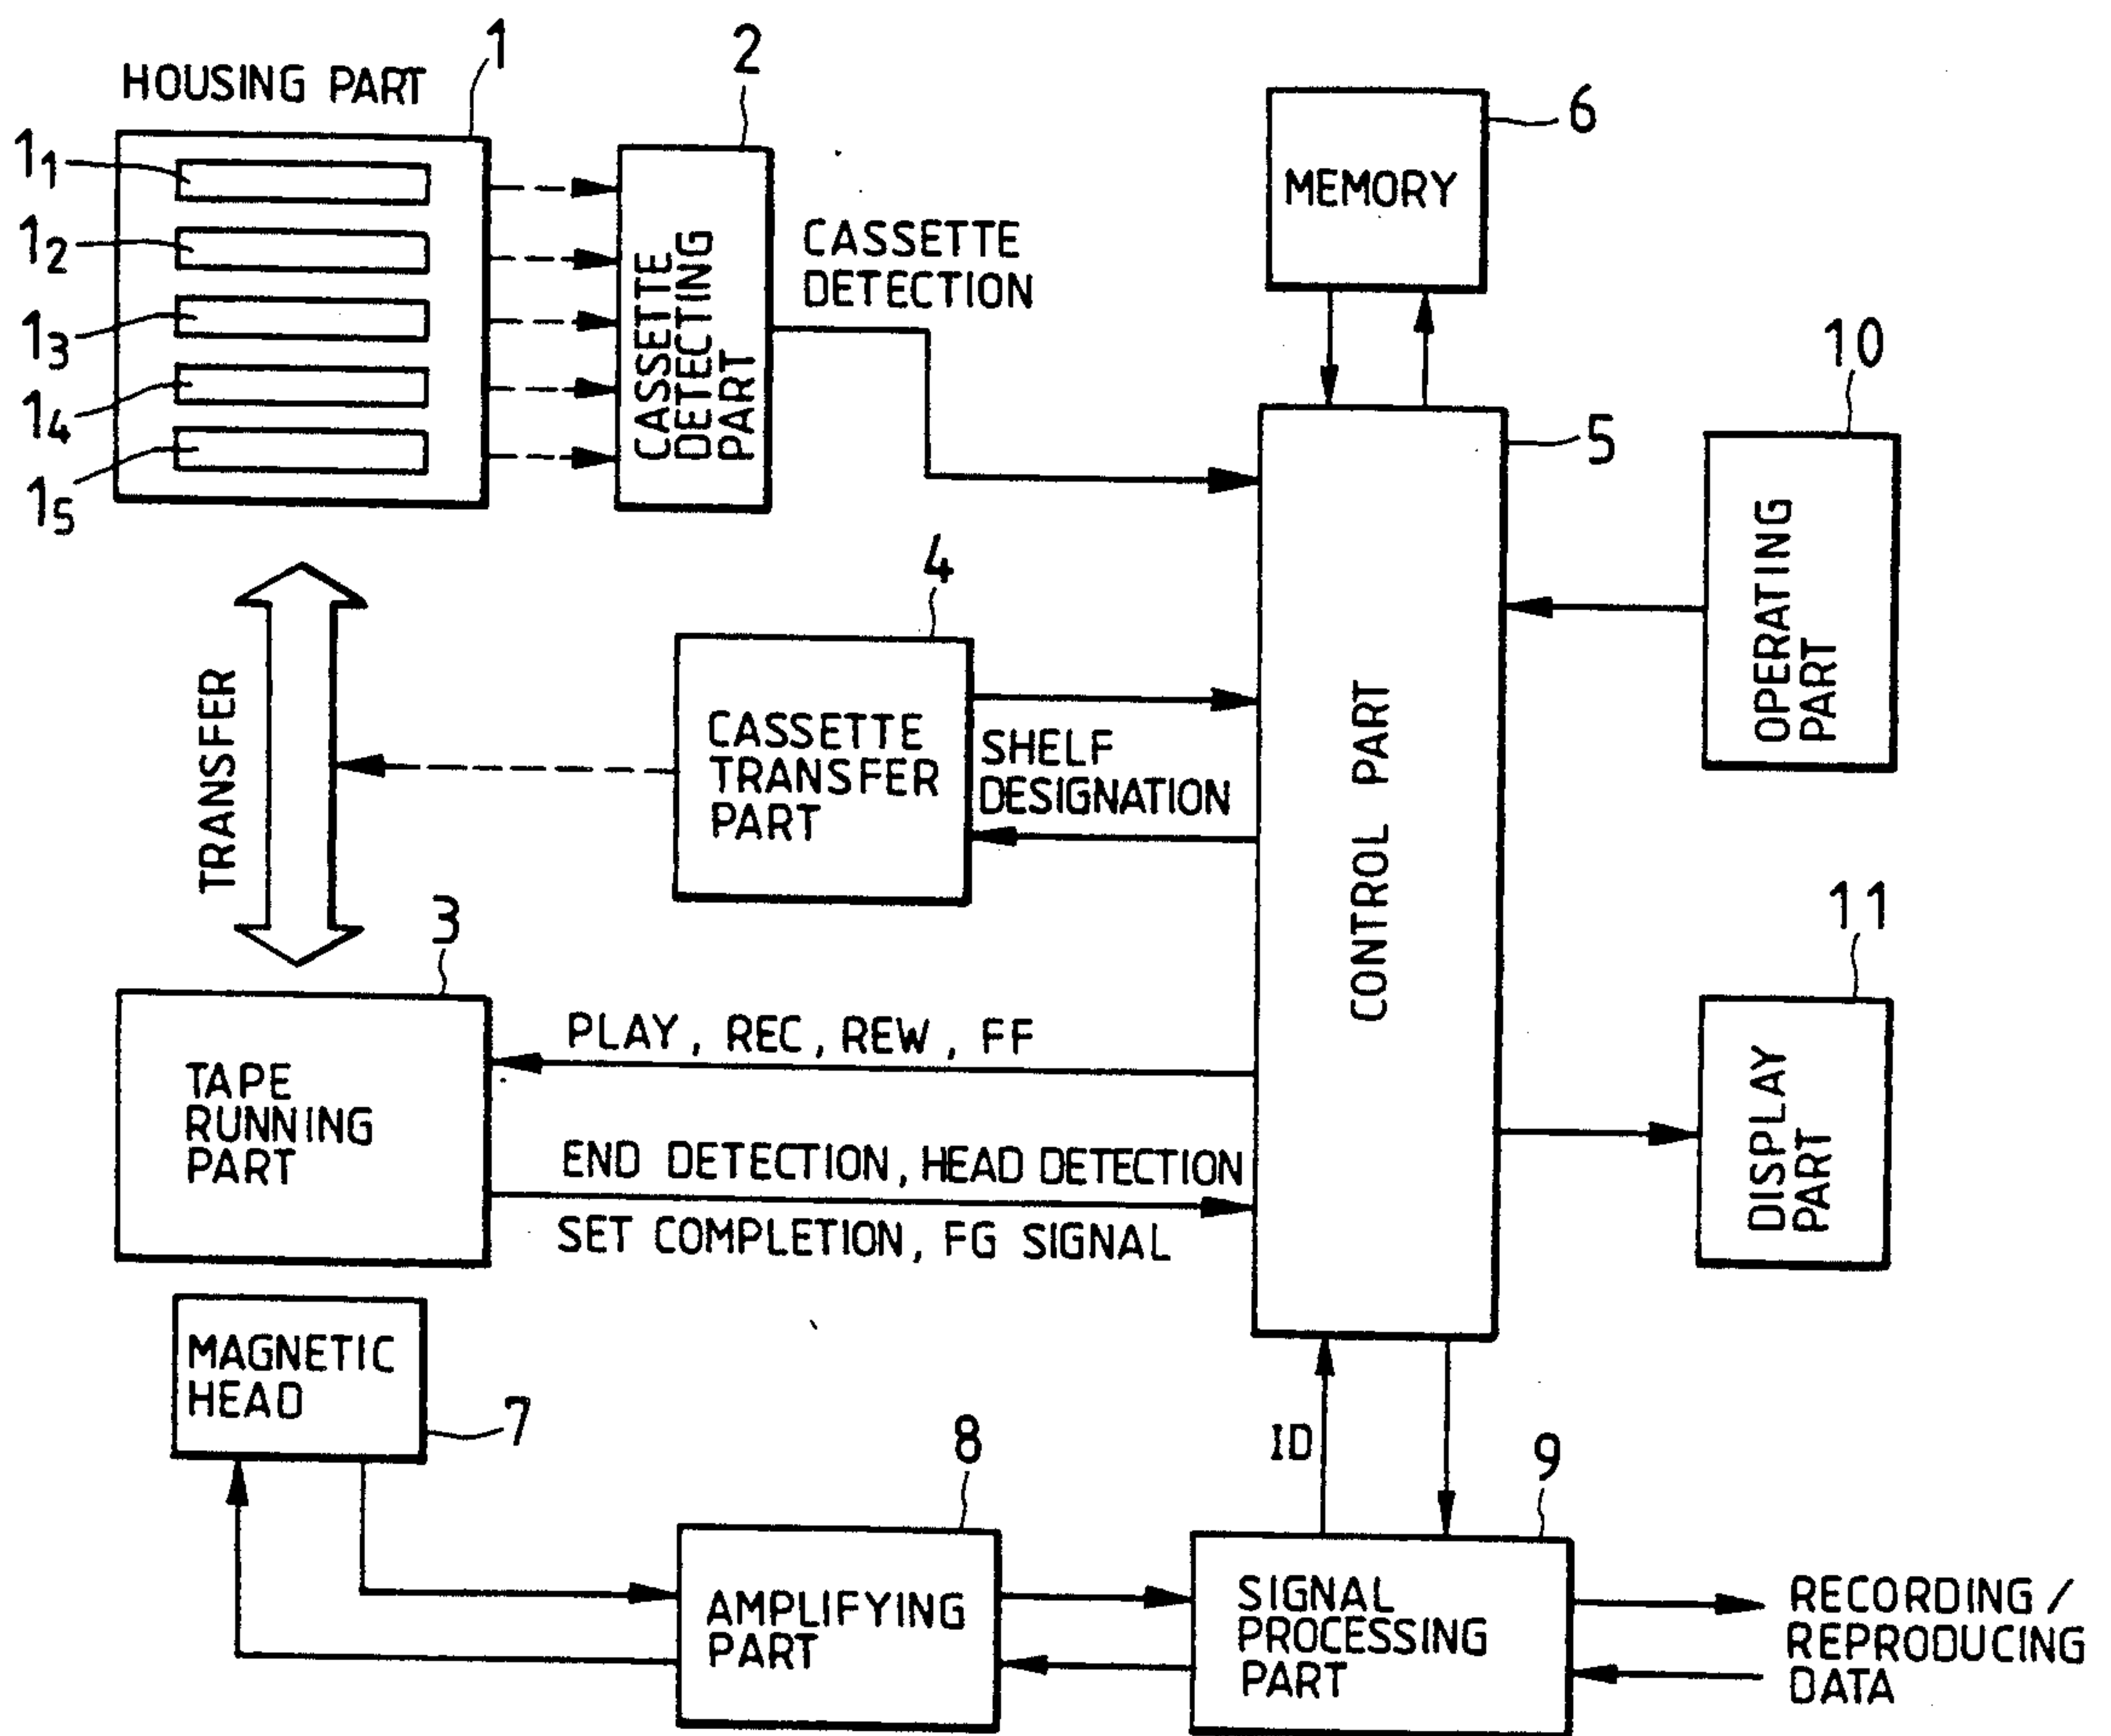 HOUSING PART
1
1₁
1₂
1₃
1₄
1₅
2
CASSETTE
DETECTING
PART
CASSETTE
DETECTION
6
MEMORY
5
CONTROL PART
10
OPERATING
PART
4
CASSETTE
TRANSFER
PART
SHELF
DESIGNATION
TRANSFER
3
TAPE
RUNNING
PART
PLAY, REC, REW, FF
END DETECTION, HEAD DETECTION
SET COMPLETION, FG SIGNAL
11
DISPLAY
PART
MAGNETIC
HEAD
7
8
AMPLIFYING
PART
ID
9
SIGNAL
PROCESSING
PART
RECORDING/
REPRODUCING
DATA